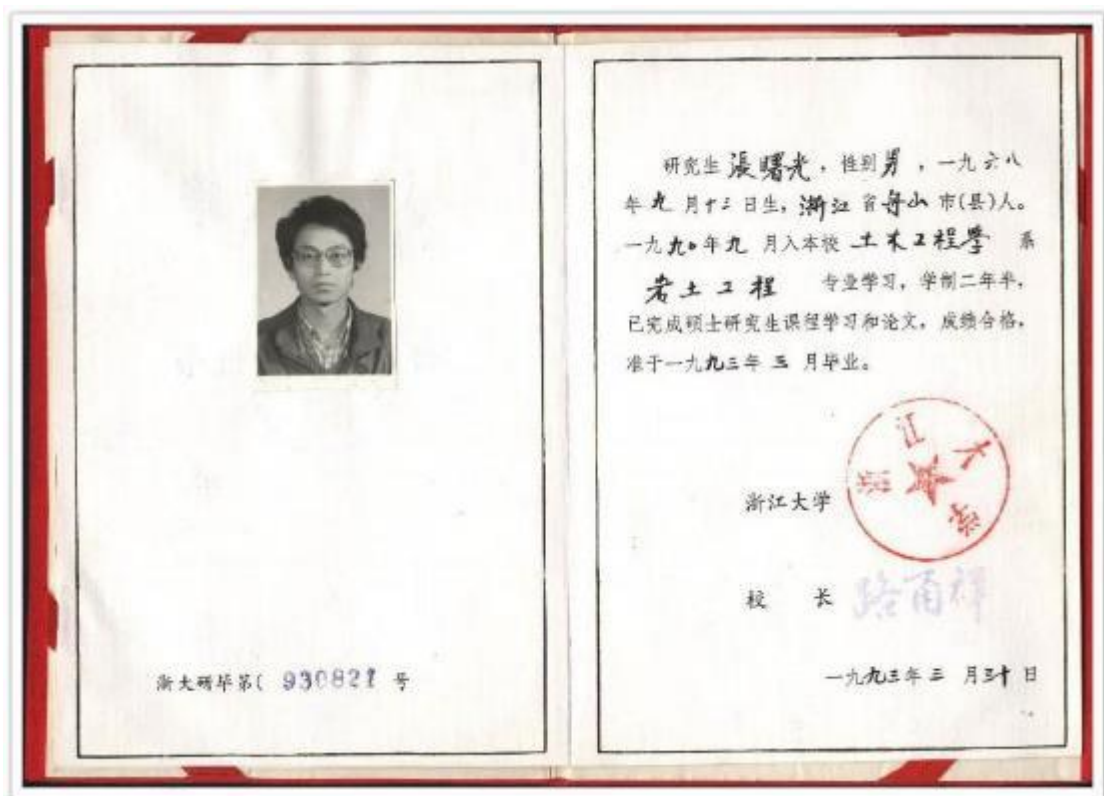 浙大研毕第( 930821 号
研究生 張曙光，性别 男，一九六八
年九月十三日生，浙江省舟山市(县)人。
一九九〇年九月入本校 土木工程學 系
岩土工程 专业学习，学制二年半，
已完成硕士研究生课程学习和论文，成绩合格，
准于一九九三年三月毕业。
浙江大学
浙江大学
校 长 路甬祥
一九九三年三月三十日